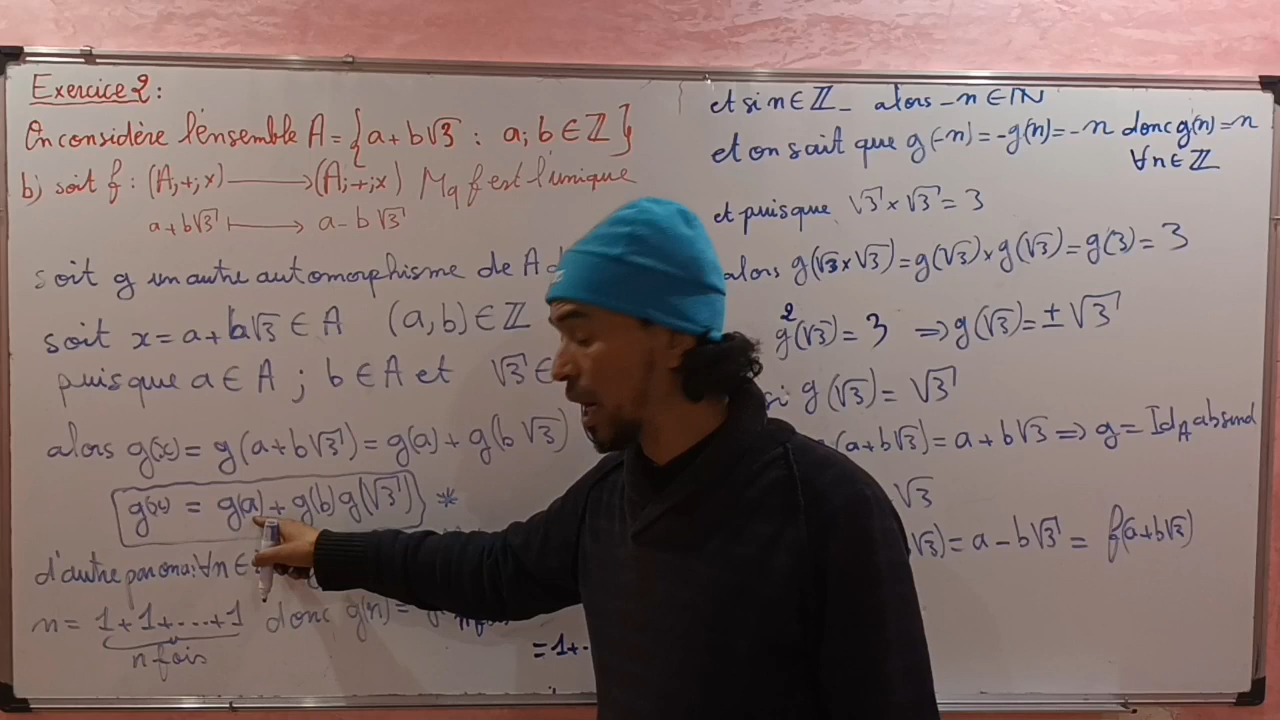 Exercice 2:
On considère l'ensemble A = {a+b√3 : a; b ∈ ℤ}
b) soit f : (A;+;x) ⟶ (A;+;x) Mq f est l'unique
a+b√3 ⟼ a-b√3
soit g un autre automorphisme de A
soit x = a+b√3 ∈ A (a,b) ∈ ℤ
puisque a ∈ A ; b ∈ A et √3 ∈
alors g(x) = g(a+b√3) = g(a) + g(b√3)
g(x) = g(a) + g(b) g(√3) *
d'autre part on a: ∀n ∈
n = 1+1+...+1 donc g(n) =
n fois
n fois
= 1+
et si n ∈ ℤ_ alors -n ∈ ℕ
et on sait que g(-n) = -g(n) = -n donc g(n) = n
∀n ∈ ℤ
et puisque √3 x √3 = 3
alors g(√3 x √3) = g(√3) x g(√3) = g(3) = 3
g²(√3) = 3 ⇒ g(√3) = ± √3
si g(√3) = √3
(a+b√3) = a+b√3 ⇒ g = Id_A absurd
√3
√3) = a-b√3 = f(a+b√3)